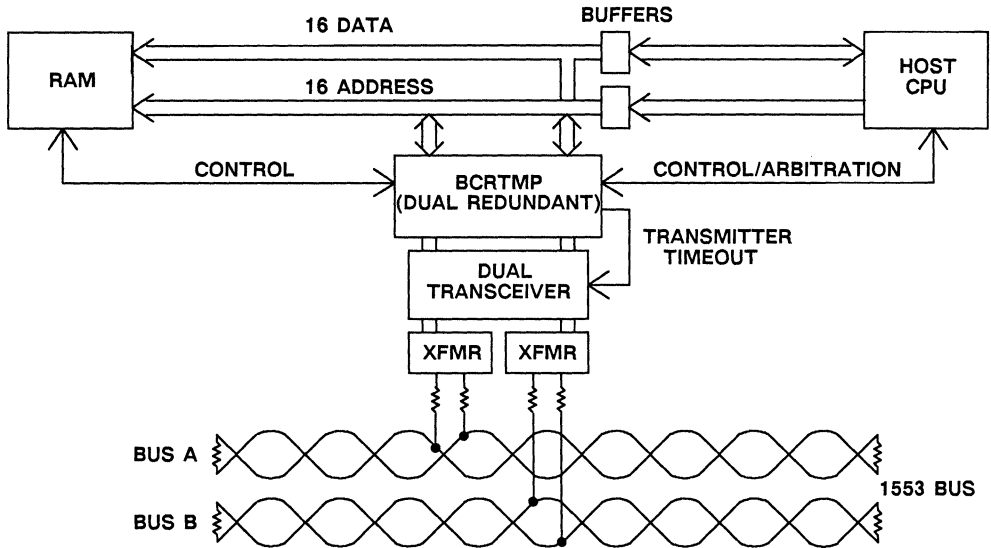 16 DATA
BUFFERS
RAM
HOST
CPU
16 ADDRESS
CONTROL
BCRTMP
(DUAL REDUNDANT)
CONTROL/ARBITRATION
TRANSMITTER
TIMEOUT
DUAL
TRANSCEIVER
XFMR
XFMR
BUS A
1553 BUS
BUS B